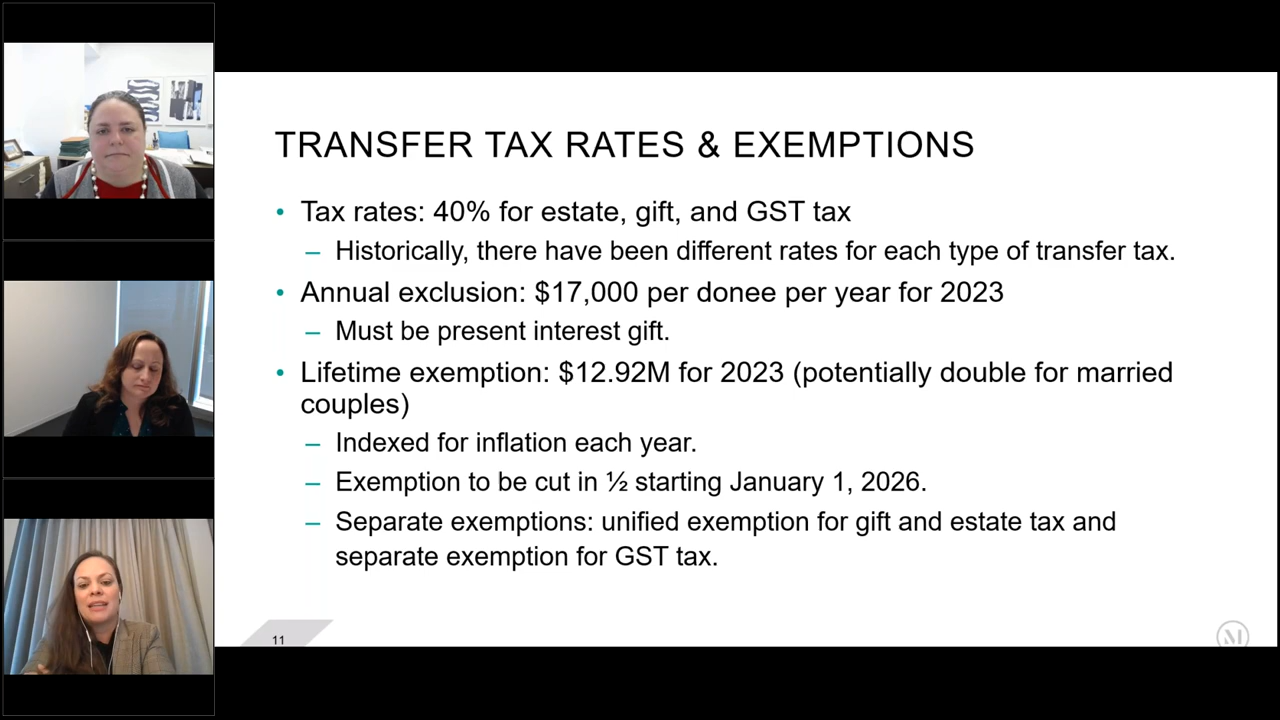 TRANSFER TAX RATES & EXEMPTIONS
• Tax rates: 40% for estate, gift, and GST tax
– Historically, there have been different rates for each type of transfer tax.
• Annual exclusion: $17,000 per donee per year for 2023
– Must be present interest gift.
• Lifetime exemption: $12.92M for 2023 (potentially double for married
couples)
– Indexed for inflation each year.
– Exemption to be cut in ½ starting January 1, 2026.
– Separate exemptions: unified exemption for gift and estate tax and
separate exemption for GST tax.
11
M